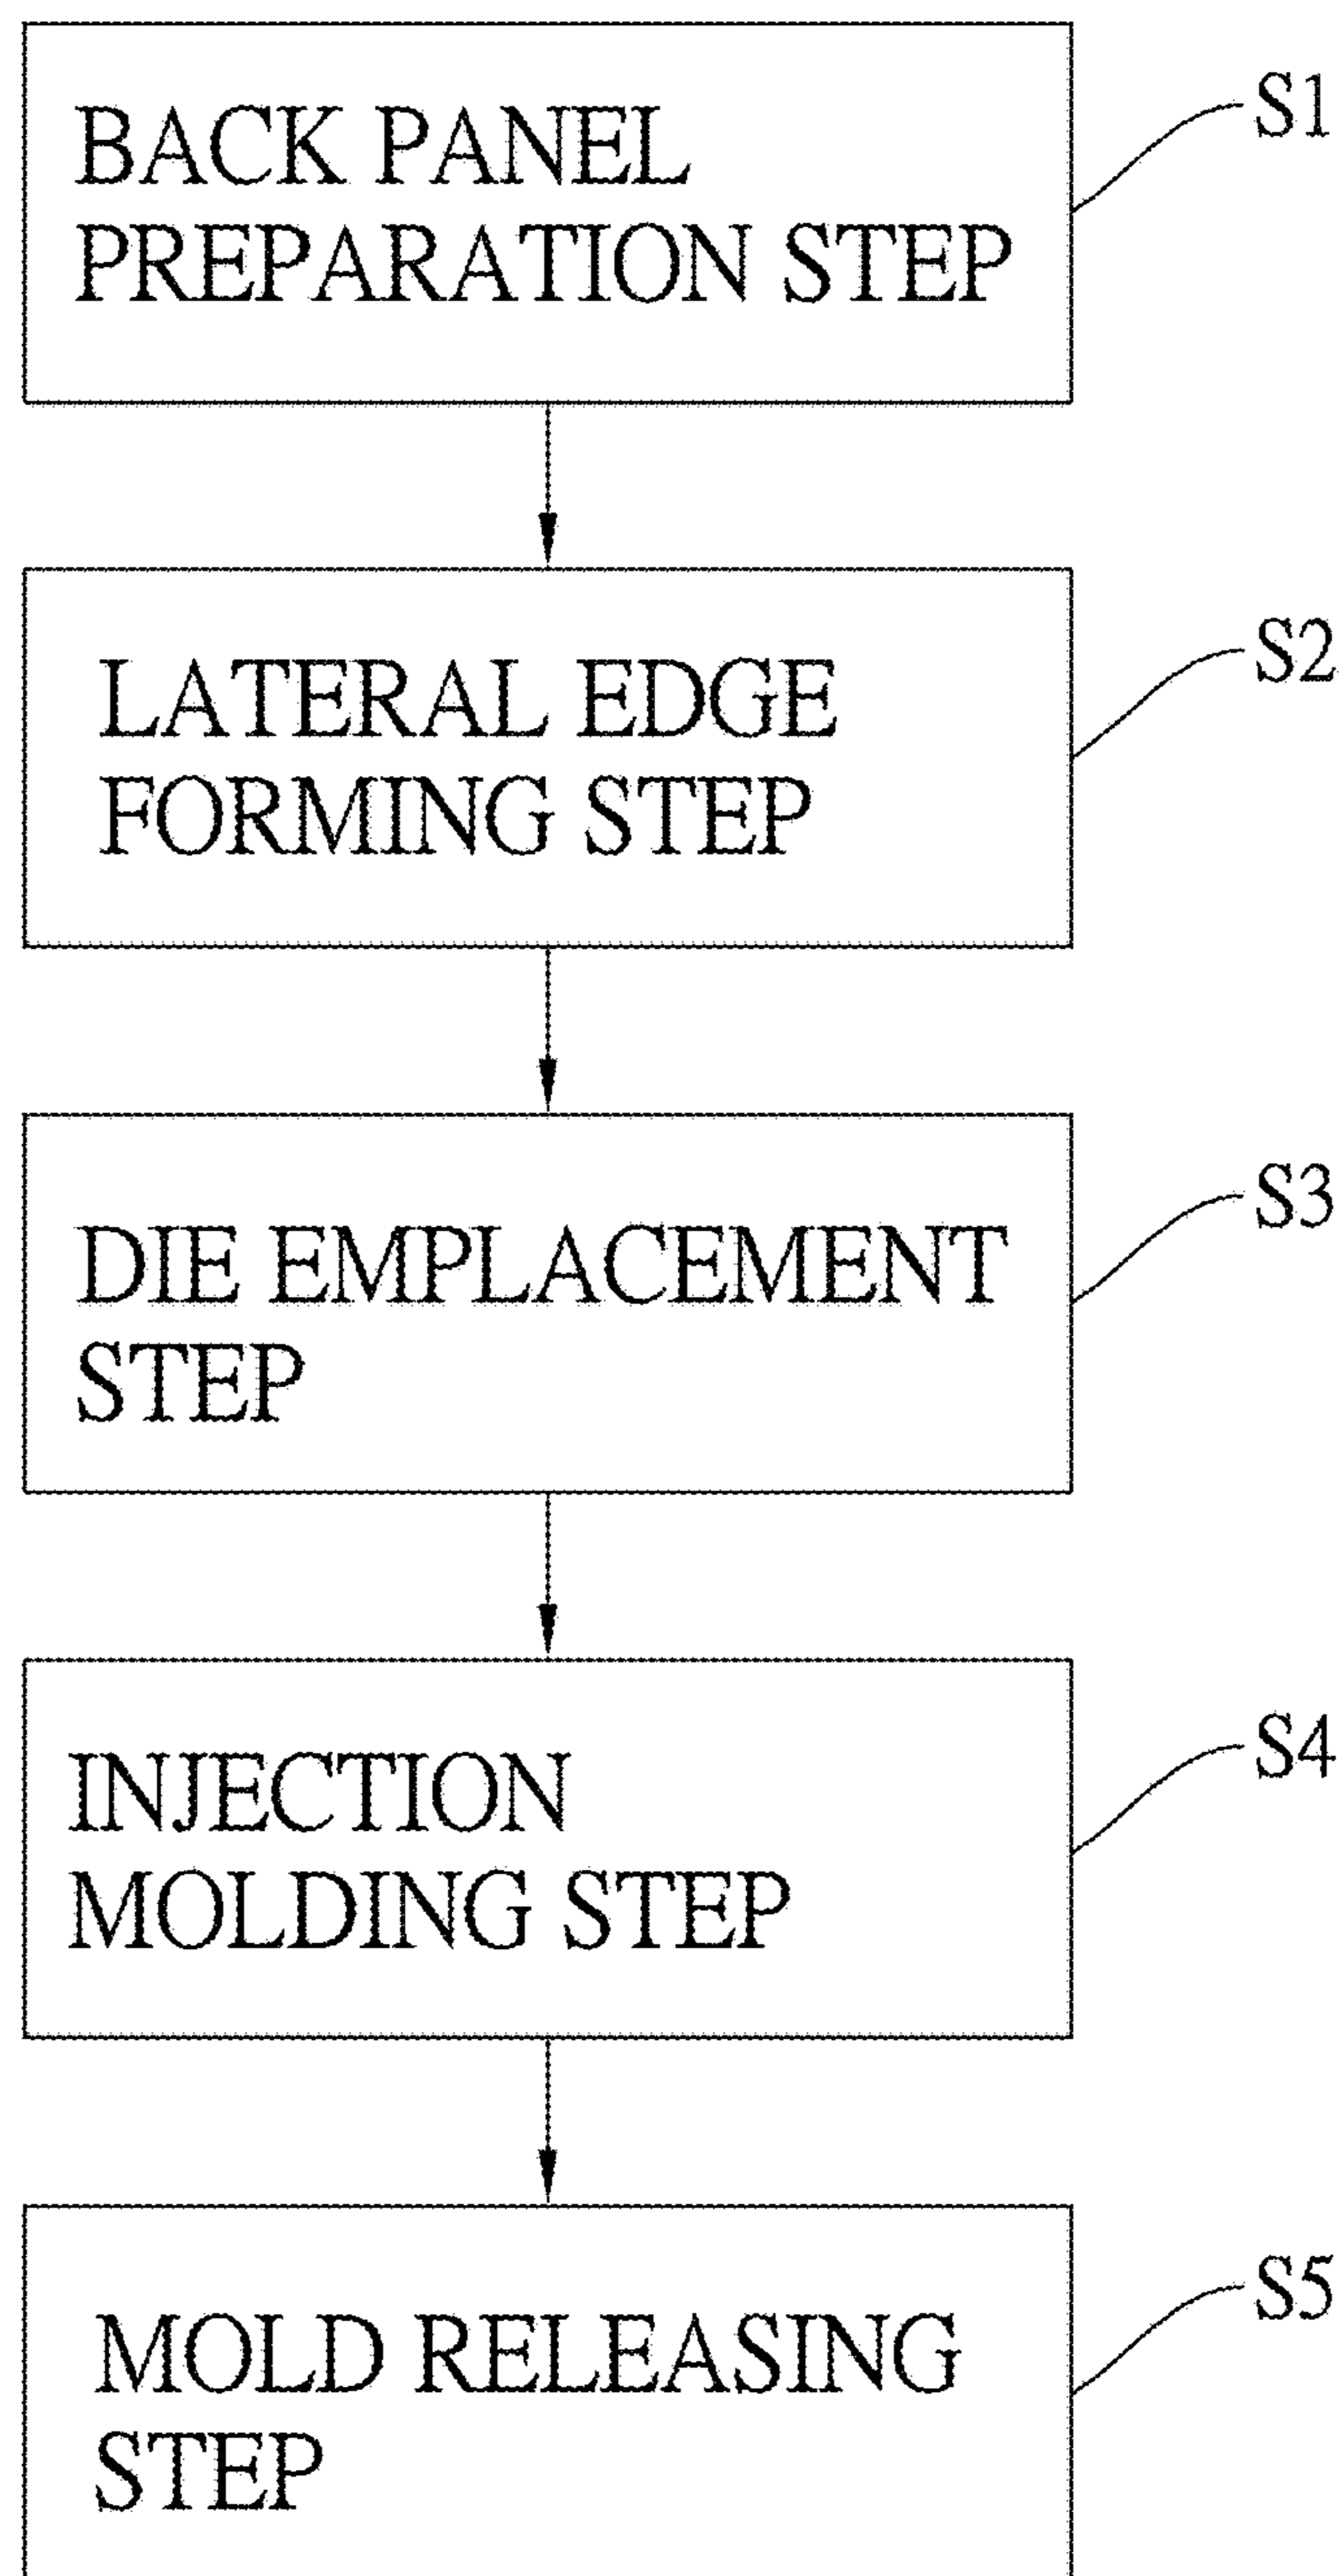 BACK PANEL
PREPARATION STEP
S1
LATERAL EDGE
FORMING STEP
S2
DIE EMPLACEMENT
STEP
S3
INJECTION
MOLDING STEP
S4
MOLD RELEASING
STEP
S5